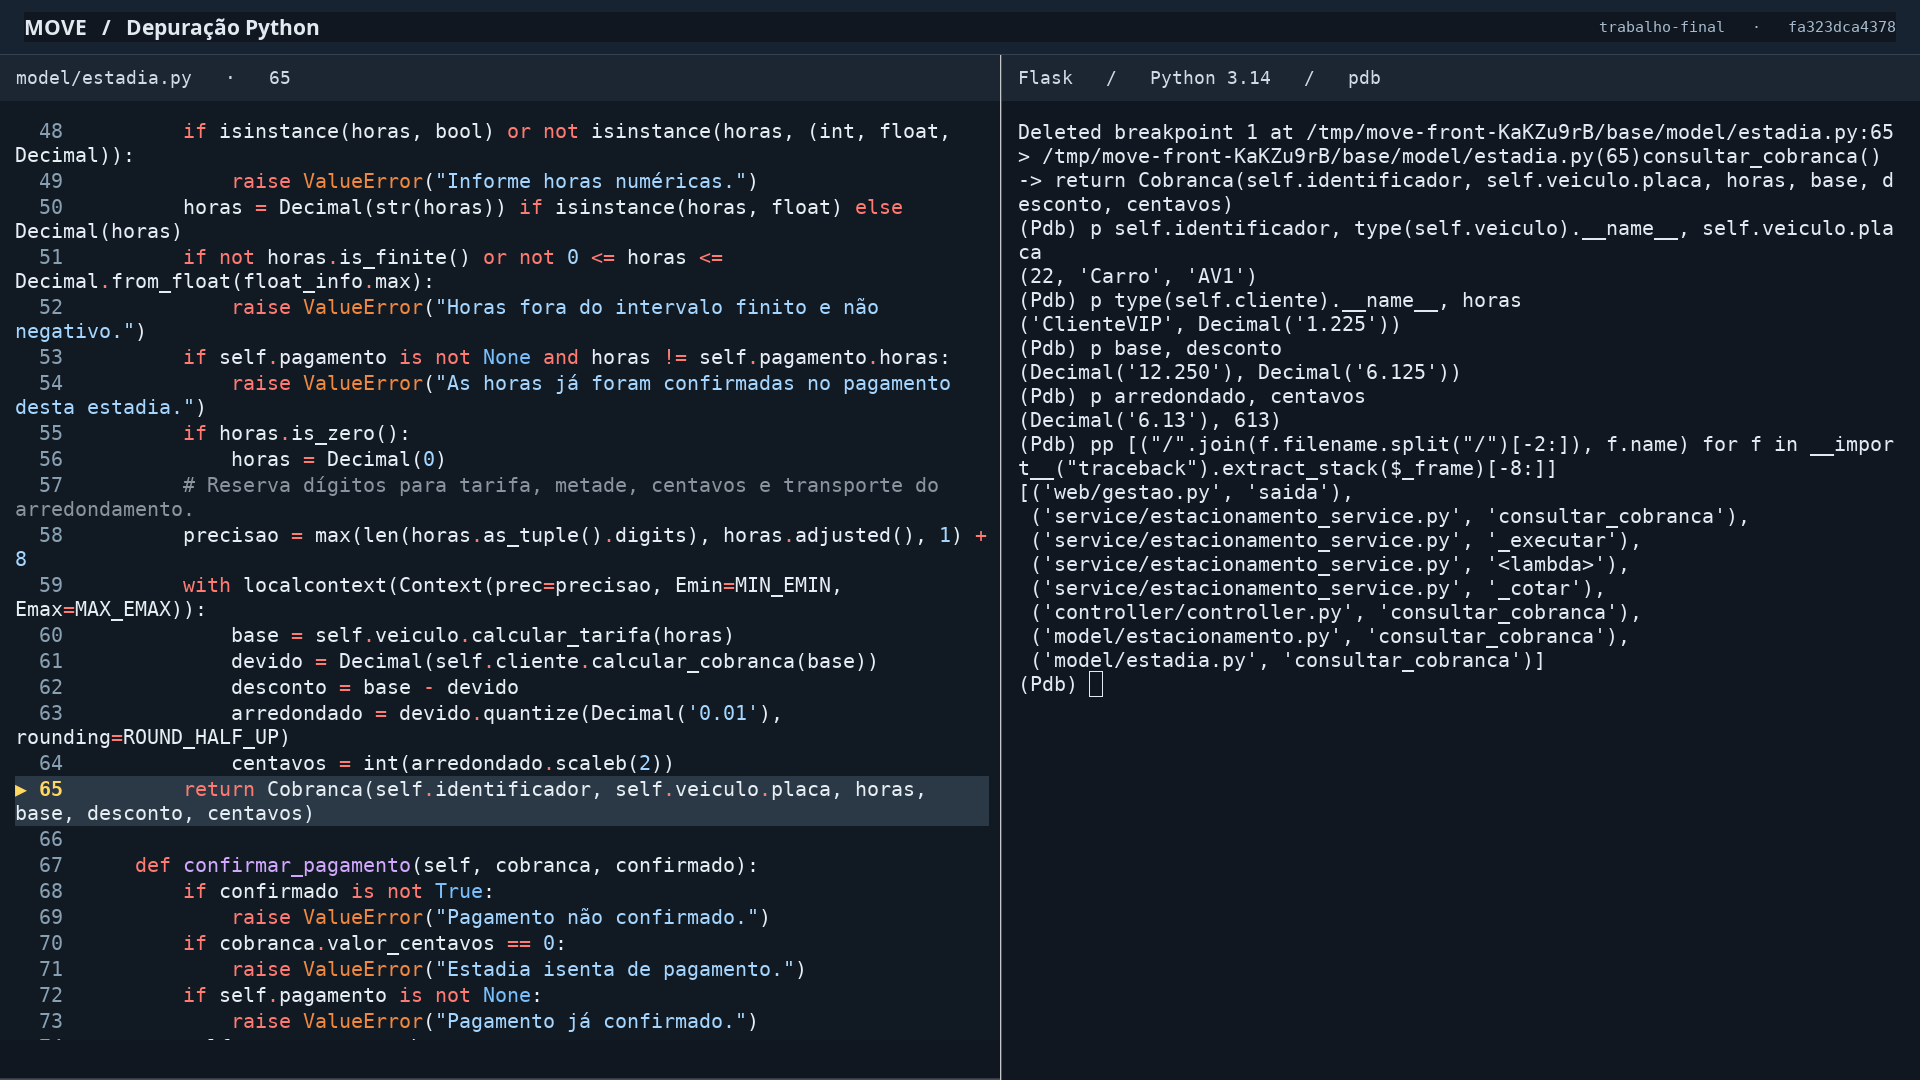 MOVE / Depuração Python
trabalho-final · fa323dca4378
model/estadia.py · 65
48 if isinstance(horas, bool) or not isinstance(horas, (int, float,
Decimal)):
49 raise ValueError("Informe horas numéricas.")
50 horas = Decimal(str(horas)) if isinstance(horas, float) else
Decimal(horas)
51 if not horas.is_finite() or not 0 <= horas <=
Decimal.from_float(float_info.max):
52 raise ValueError("Horas fora do intervalo finito e não
negativo.")
53 if self.pagamento is not None and horas != self.pagamento.horas:
54 raise ValueError("As horas já foram confirmadas no pagamento
desta estadia.")
55 if horas.is_zero():
56 horas = Decimal(0)
57 # Reserva dígitos para tarifa, metade, centavos e transporte do
arredondamento.
58 precisao = max(len(horas.as_tuple().digits), horas.adjusted(), 1) +
8
59 with localcontext(Context(prec=precisao, Emin=MIN_EMIN,
Emax=MAX_EMAX)):
60 base = self.veiculo.calcular_tarifa(horas)
61 devido = Decimal(self.cliente.calcular_cobranca(base))
62 desconto = base - devido
63 arredondado = devido.quantize(Decimal('0.01'),
rounding=ROUND_HALF_UP)
64 centavos = int(arredondado.scaleb(2))
▶ 65 return Cobranca(self.identificador, self.veiculo.placa, horas,
base, desconto, centavos)
66
67 def confirmar_pagamento(self, cobranca, confirmado):
68 if confirmado is not True:
69 raise ValueError("Pagamento não confirmado.")
70 if cobranca.valor_centavos == 0:
71 raise ValueError("Estadia isenta de pagamento.")
72 if self.pagamento is not None:
73 raise ValueError("Pagamento já confirmado.")
Flask / Python 3.14 / pdb
Deleted breakpoint 1 at /tmp/move-front-KaKZu9rB/base/model/estadia.py:65
> /tmp/move-front-KaKZu9rB/base/model/estadia.py(65)consultar_cobranca()
-> return Cobranca(self.identificador, self.veiculo.placa, horas, base, d
esconto, centavos)
(Pdb) p self.identificador, type(self.veiculo).__name__, self.veiculo.pla
ca
(22, 'Carro', 'AV1')
(Pdb) p type(self.cliente).__name__, horas
('ClienteVIP', Decimal('1.225'))
(Pdb) p base, desconto
(Decimal('12.250'), Decimal('6.125'))
(Pdb) p arredondado, centavos
(Decimal('6.13'), 613)
(Pdb) pp [("/".join(f.filename.split("/")[-2:]), f.name) for f in __impor
t__("traceback").extract_stack($_frame)[-8:]]
[('web/gestao.py', 'saida'),
('service/estacionamento_service.py', 'consultar_cobranca'),
('service/estacionamento_service.py', '_executar'),
('service/estacionamento_service.py', '<lambda>'),
('service/estacionamento_service.py', '_cotar'),
('controller/controller.py', 'consultar_cobranca'),
('model/estacionamento.py', 'consultar_cobranca'),
('model/estadia.py', 'consultar_cobranca')]
(Pdb)